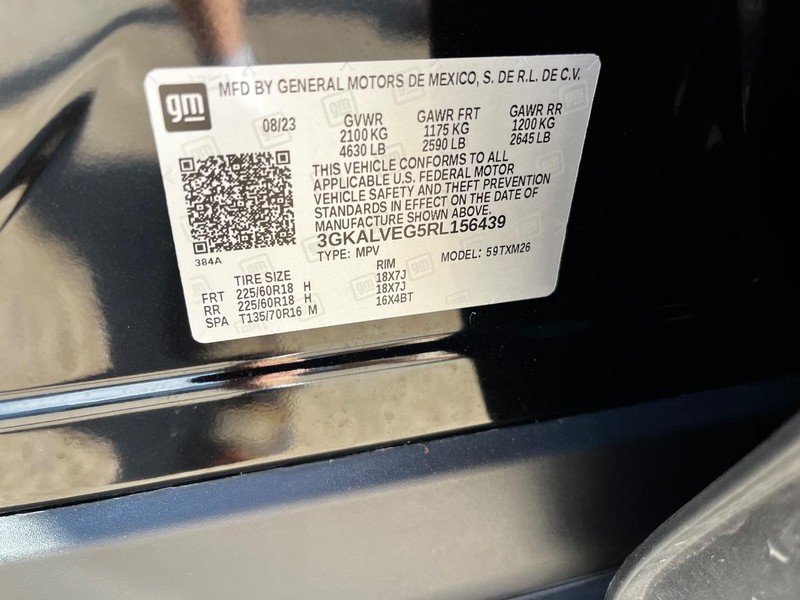 gm
MFD BY GENERAL MOTORS DE MEXICO, S. DE R.L. DE C.V.
08/23 GVWR GAWR FRT GAWR RR
2100 KG 1175 KG 1200 KG
4630 LB 2590 LB 2645 LB
THIS VEHICLE CONFORMS TO ALL
APPLICABLE U.S. FEDERAL MOTOR
VEHICLE SAFETY AND THEFT PREVENTION
STANDARDS IN EFFECT ON THE DATE OF
MANUFACTURE SHOWN ABOVE.
3GKALVEG5RL156439
TYPE: MPV MODEL: 59TXM26
384A
TIRE SIZE RIM
FRT 225/60R18 H 18X7J
RR 225/60R18 H 18X7J
SPA T135/70R16 M 16X4BT